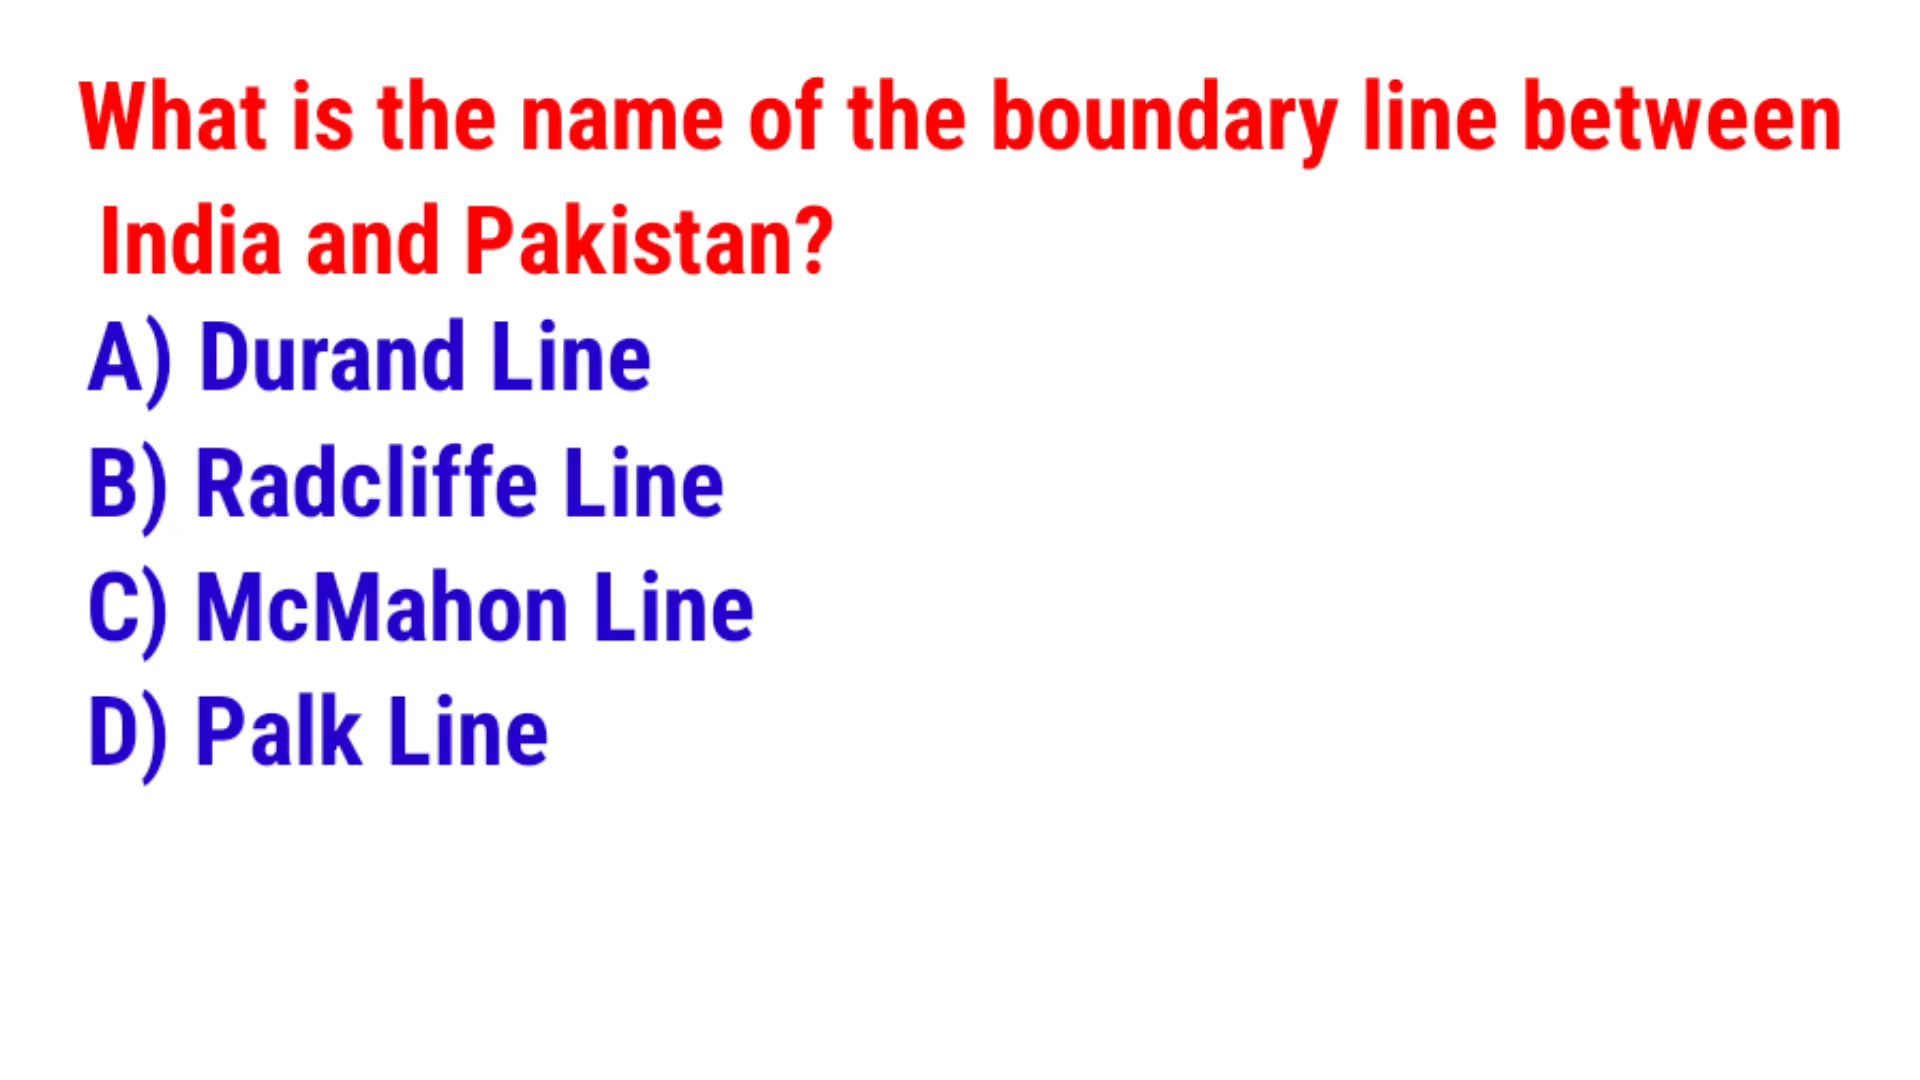 What is the name of the boundary line between
India and Pakistan?
A) Durand Line
B) Radcliffe Line
C) McMahon Line
D) Palk Line